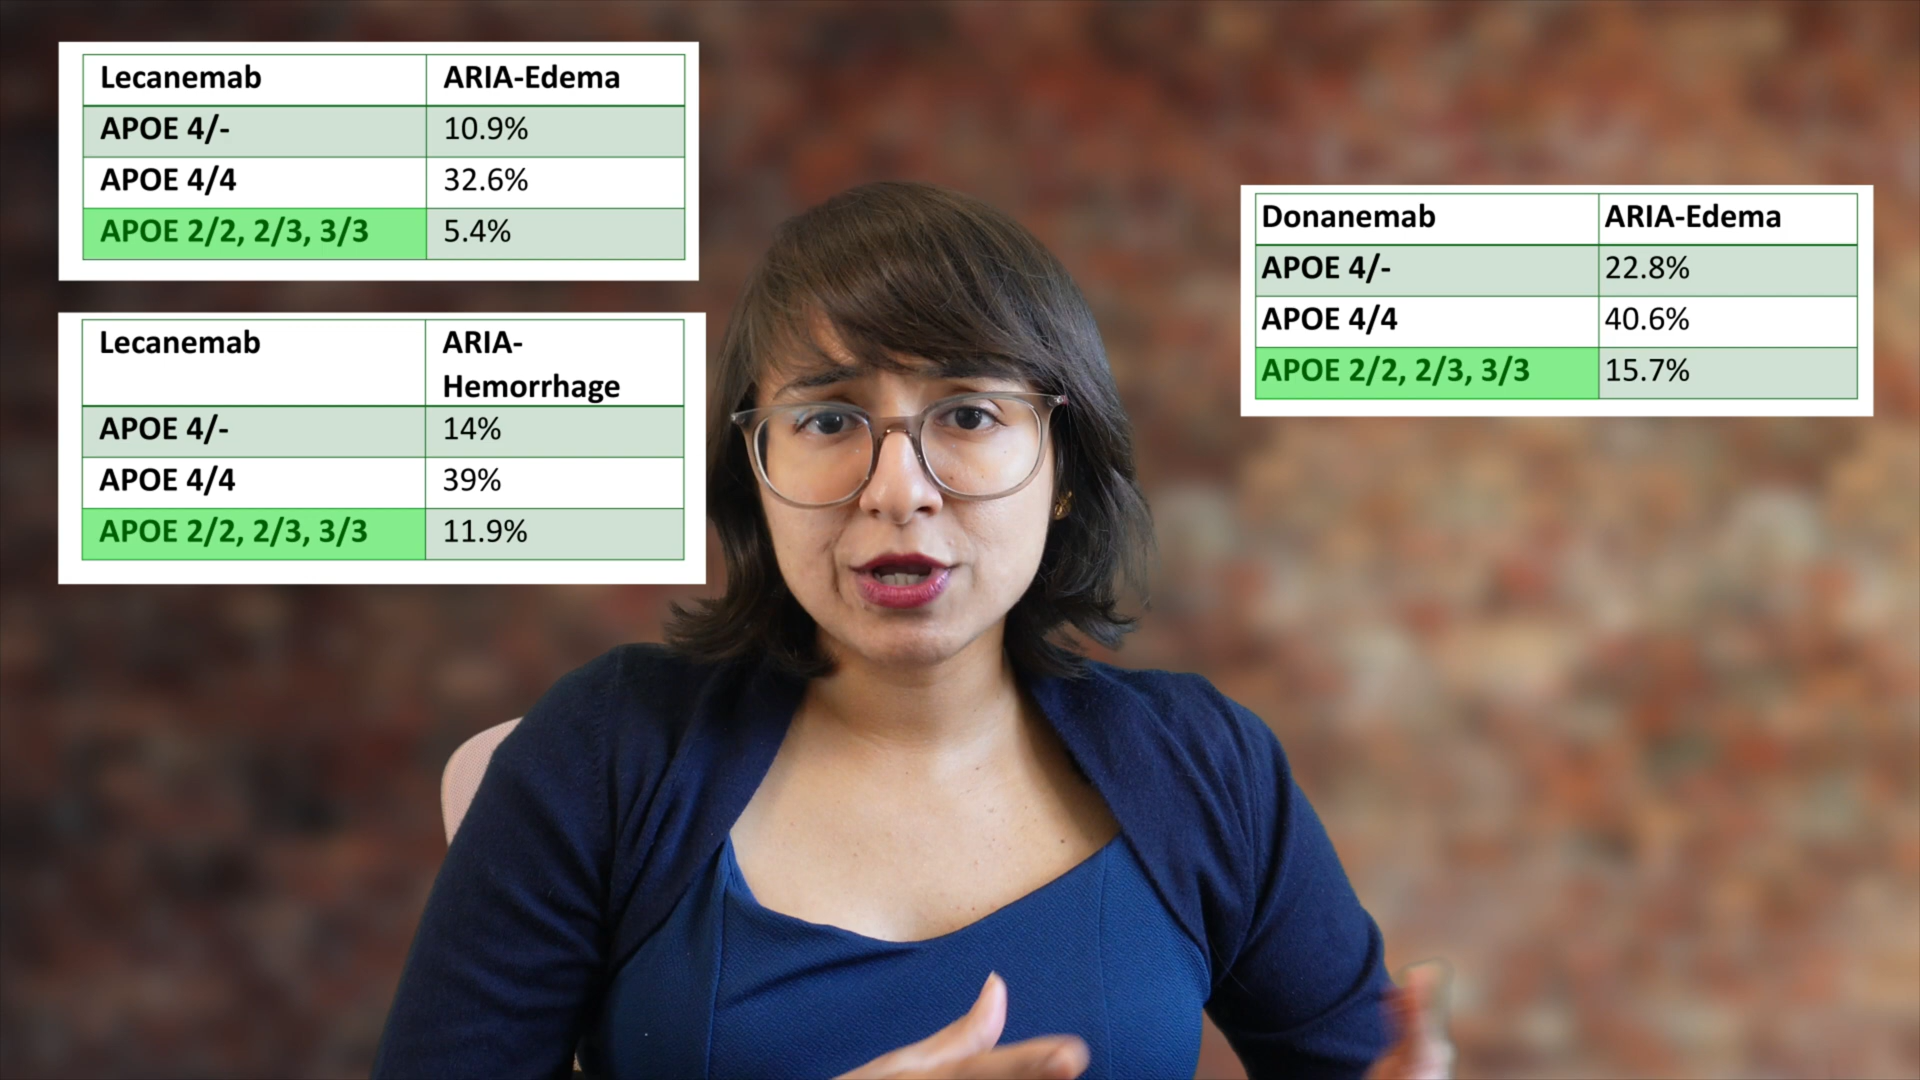 Lecanemab ARIA-Edema
APOE 4/- 10.9%
APOE 4/4 32.6%
APOE 2/2, 2/3, 3/3 5.4%
Lecanemab ARIA-
Hemorrhage
APOE 4/- 14%
APOE 4/4 39%
APOE 2/2, 2/3, 3/3 11.9%
Donanemab ARIA-Edema
APOE 4/- 22.8%
APOE 4/4 40.6%
APOE 2/2, 2/3, 3/3 15.7%